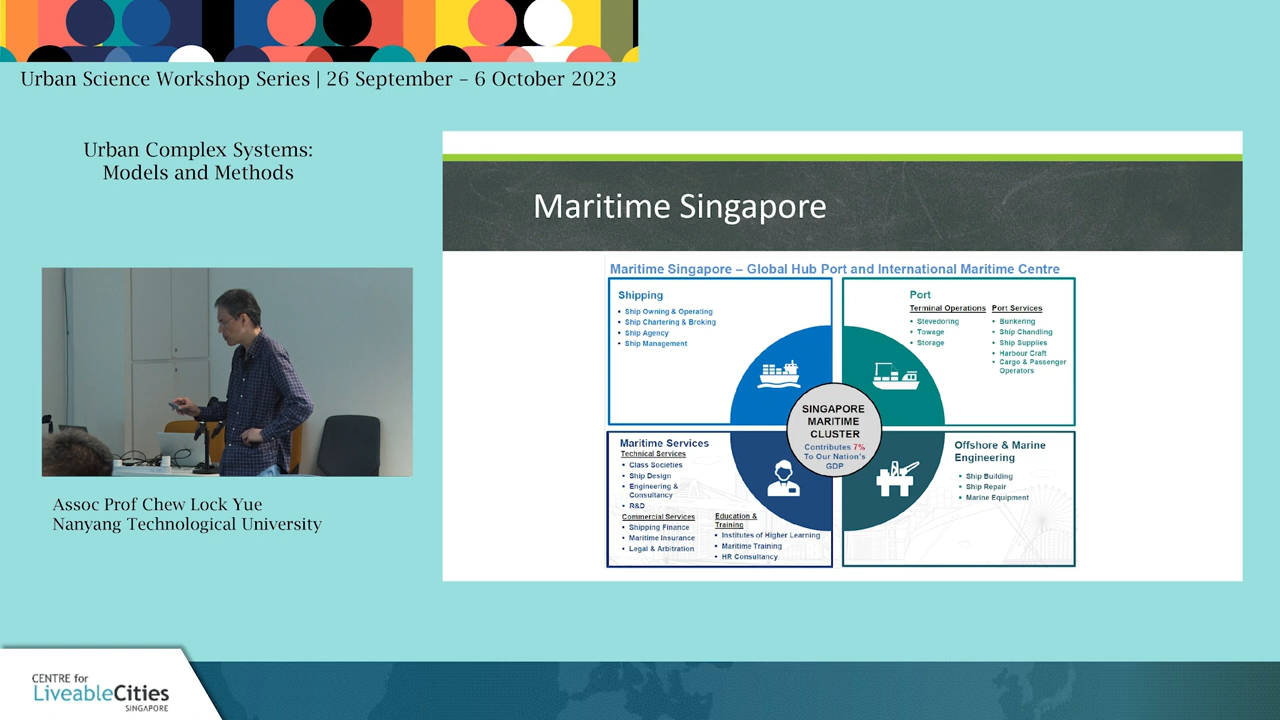 Urban Science Workshop Series | 26 September – 6 October 2023
Urban Complex Systems:
Models and Methods
Maritime Singapore
Maritime Singapore – Global Hub Port and International Maritime Centre
Shipping
• Ship Owning & Operating
• Ship Chartering & Broking
• Ship Agency
• Ship Management
Port
Terminal Operations
• Stevedoring
• Towage
• Storage
Port Services
• Bunkering
• Ship Chandling
• Ship Supplies
• Harbour Craft
• Cargo & Passenger
Operators
SINGAPORE
MARITIME
CLUSTER
Contributes 7%
To Our Nation's
GDP
Maritime Services
Technical Services
• Class Societies
• Ship Design
• Engineering &
Consultancy
• R&D
Commercial Services
• Shipping Finance
• Maritime Insurance
• Legal & Arbitration
Education &
Training
• Institutes of Higher Learning
• Maritime Training
• HR Consultancy
Offshore & Marine
Engineering
• Ship Building
• Ship Repair
• Marine Equipment
Assoc Prof Chew Lock Yue
Nanyang Technological University
CENTRE for
LiveableCities
SINGAPORE